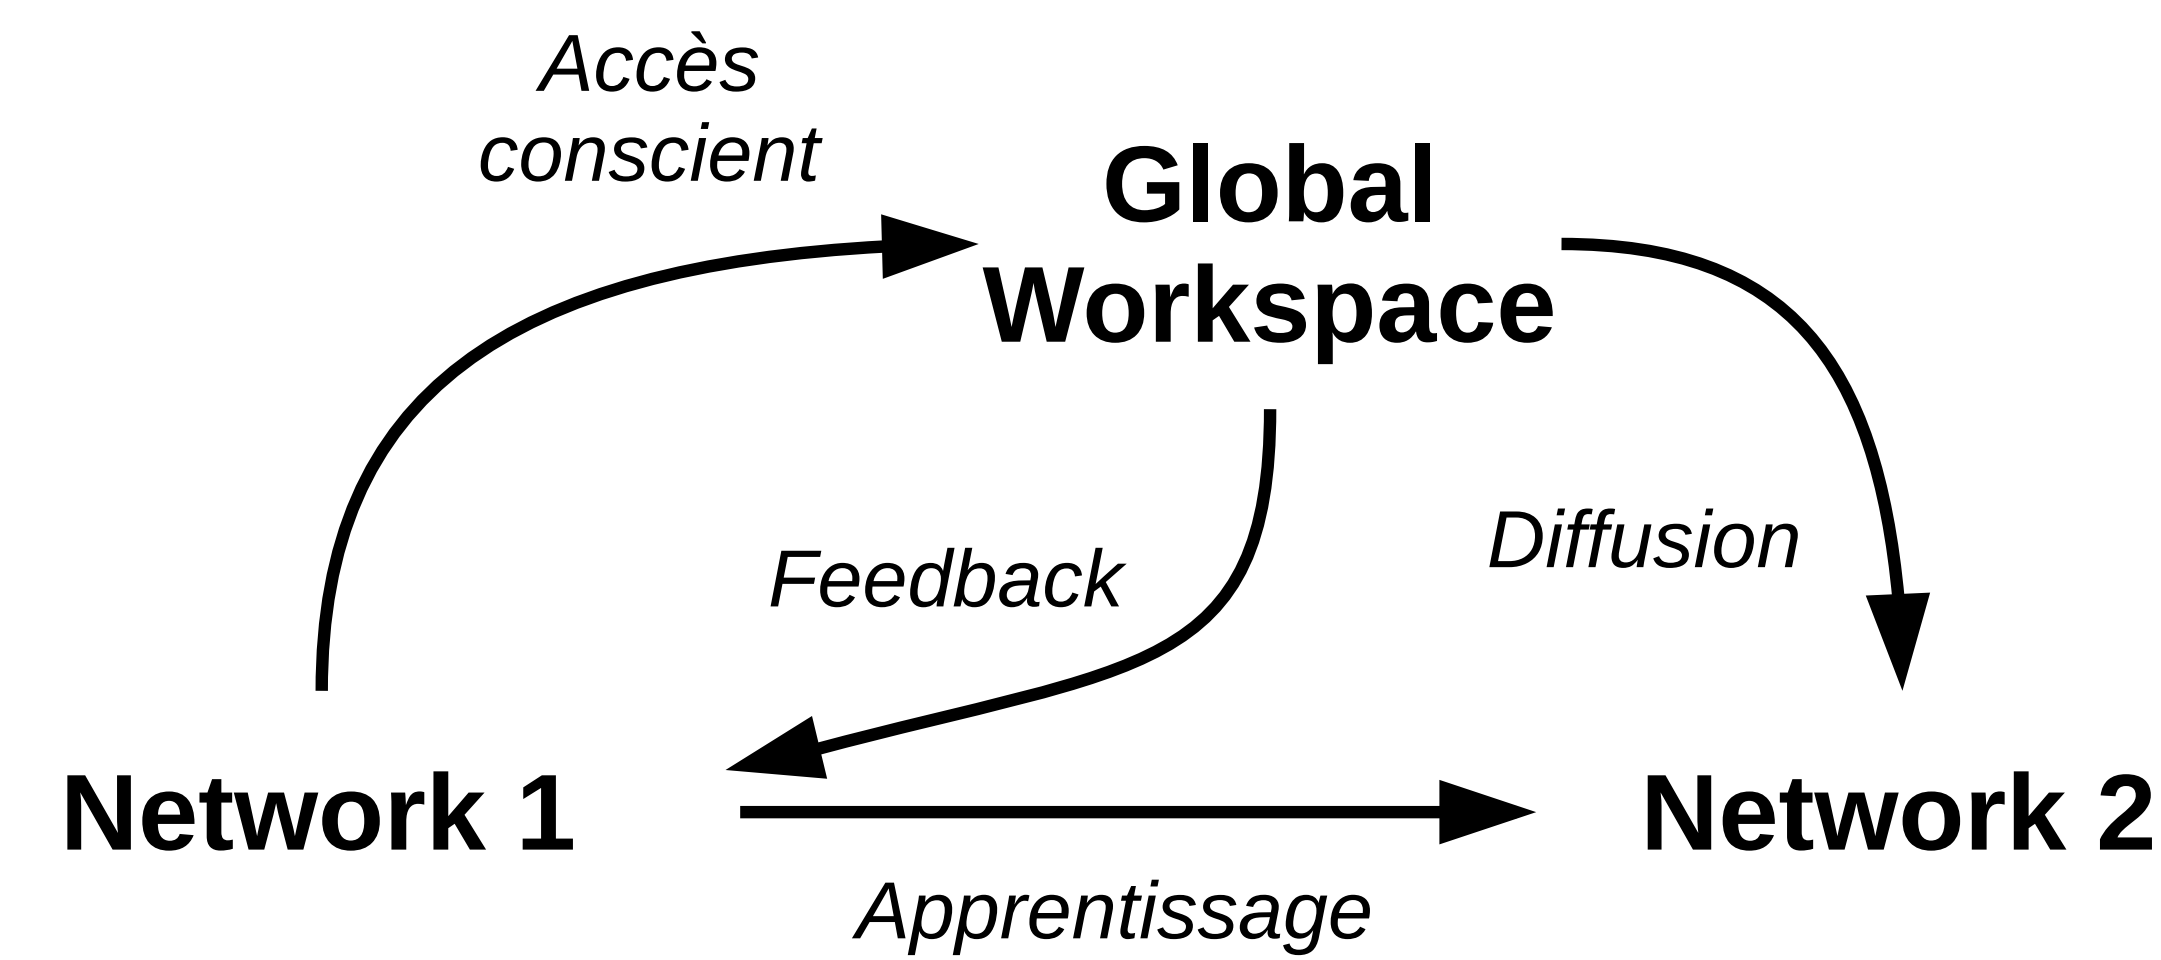 Accès
conscient
Global
Workspace
Feedback
Diffusion
Network 1
Network 2
Apprentissage